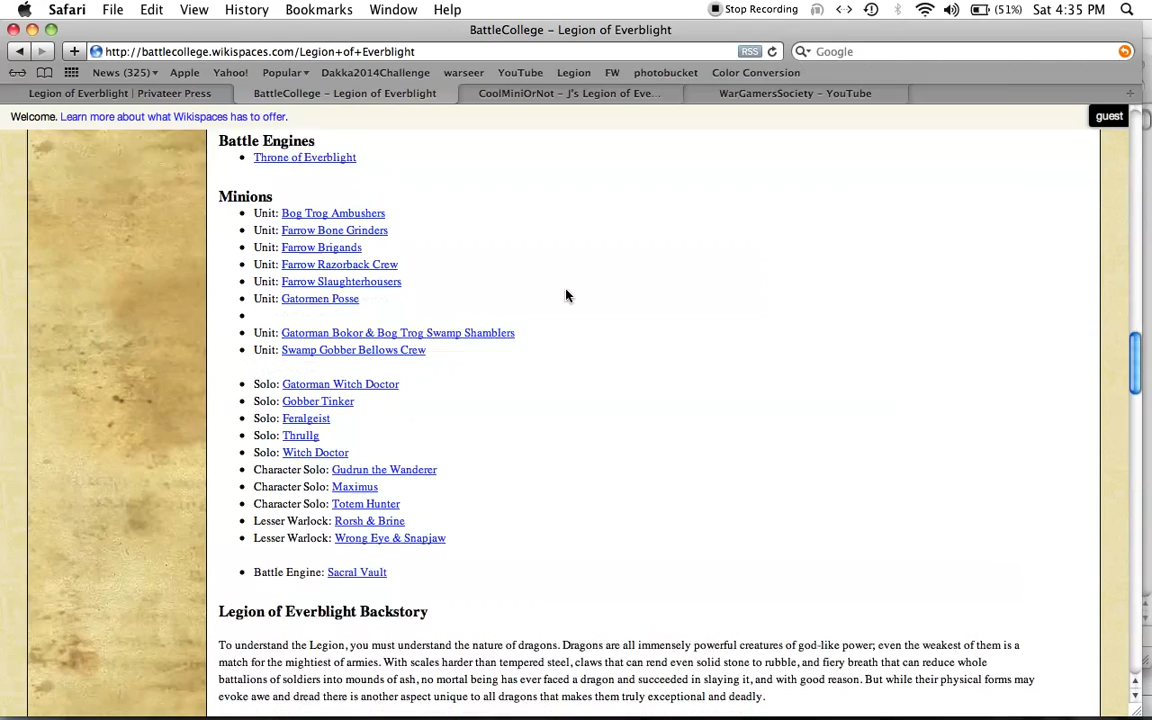 Safari File Edit View History Bookmarks Window Help Stop Recording (51%) Sat 4:35 PM
BattleCollege – Legion of Everblight
http://battlecollege.wikispaces.com/Legion+of+Everblight RSS Google
News (325) Apple Yahoo! Popular Dakka2014Challenge warseer YouTube Legion FW photobucket Color Conversion
Legion of Everblight | Privateer Press BattleCollege – Legion of Everblight CoolMiniOrNot – J's Legion of Eve... WarGamersSociety – YouTube
Welcome. Learn more about what Wikispaces has to offer. guest
Battle Engines
• Throne of Everblight
Minions
• Unit: Bog Trog Ambushers
• Unit: Farrow Bone Grinders
• Unit: Farrow Brigands
• Unit: Farrow Razorback Crew
• Unit: Farrow Slaughterhousers
• Unit: Gatormen Posse
•
• Unit: Gatorman Bokor & Bog Trog Swamp Shamblers
• Unit: Swamp Gobber Bellows Crew
• Solo: Gatorman Witch Doctor
• Solo: Gobber Tinker
• Solo: Feralgeist
• Solo: Thrullg
• Solo: Witch Doctor
• Character Solo: Gudrun the Wanderer
• Character Solo: Maximus
• Character Solo: Totem Hunter
• Lesser Warlock: Rorsh & Brine
• Lesser Warlock: Wrong Eye & Snapjaw
• Battle Engine: Sacral Vault
Legion of Everblight Backstory
To understand the Legion, you must understand the nature of dragons. Dragons are all immensely powerful creatures of god-like power; even the weakest of them is a
match for the mightiest of armies. With scales harder than tempered steel, claws that can rend even solid stone to rubble, and fiery breath that can reduce whole
battalions of soldiers into mounds of ash, no mortal being has ever faced a dragon and succeeded in slaying it, and with good reason. But while their physical forms may
evoke awe and dread there is another aspect unique to all dragons that makes them truly exceptional and deadly.